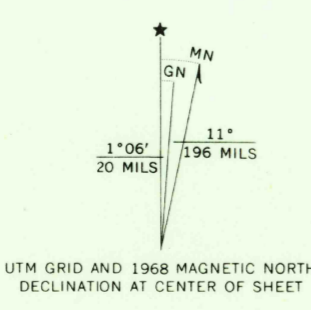 MN
GN
1°06′
20 MILS
11°
196 MILS
UTM GRID AND 1968 MAGNETIC NORTH
DECLINATION AT CENTER OF SHEET